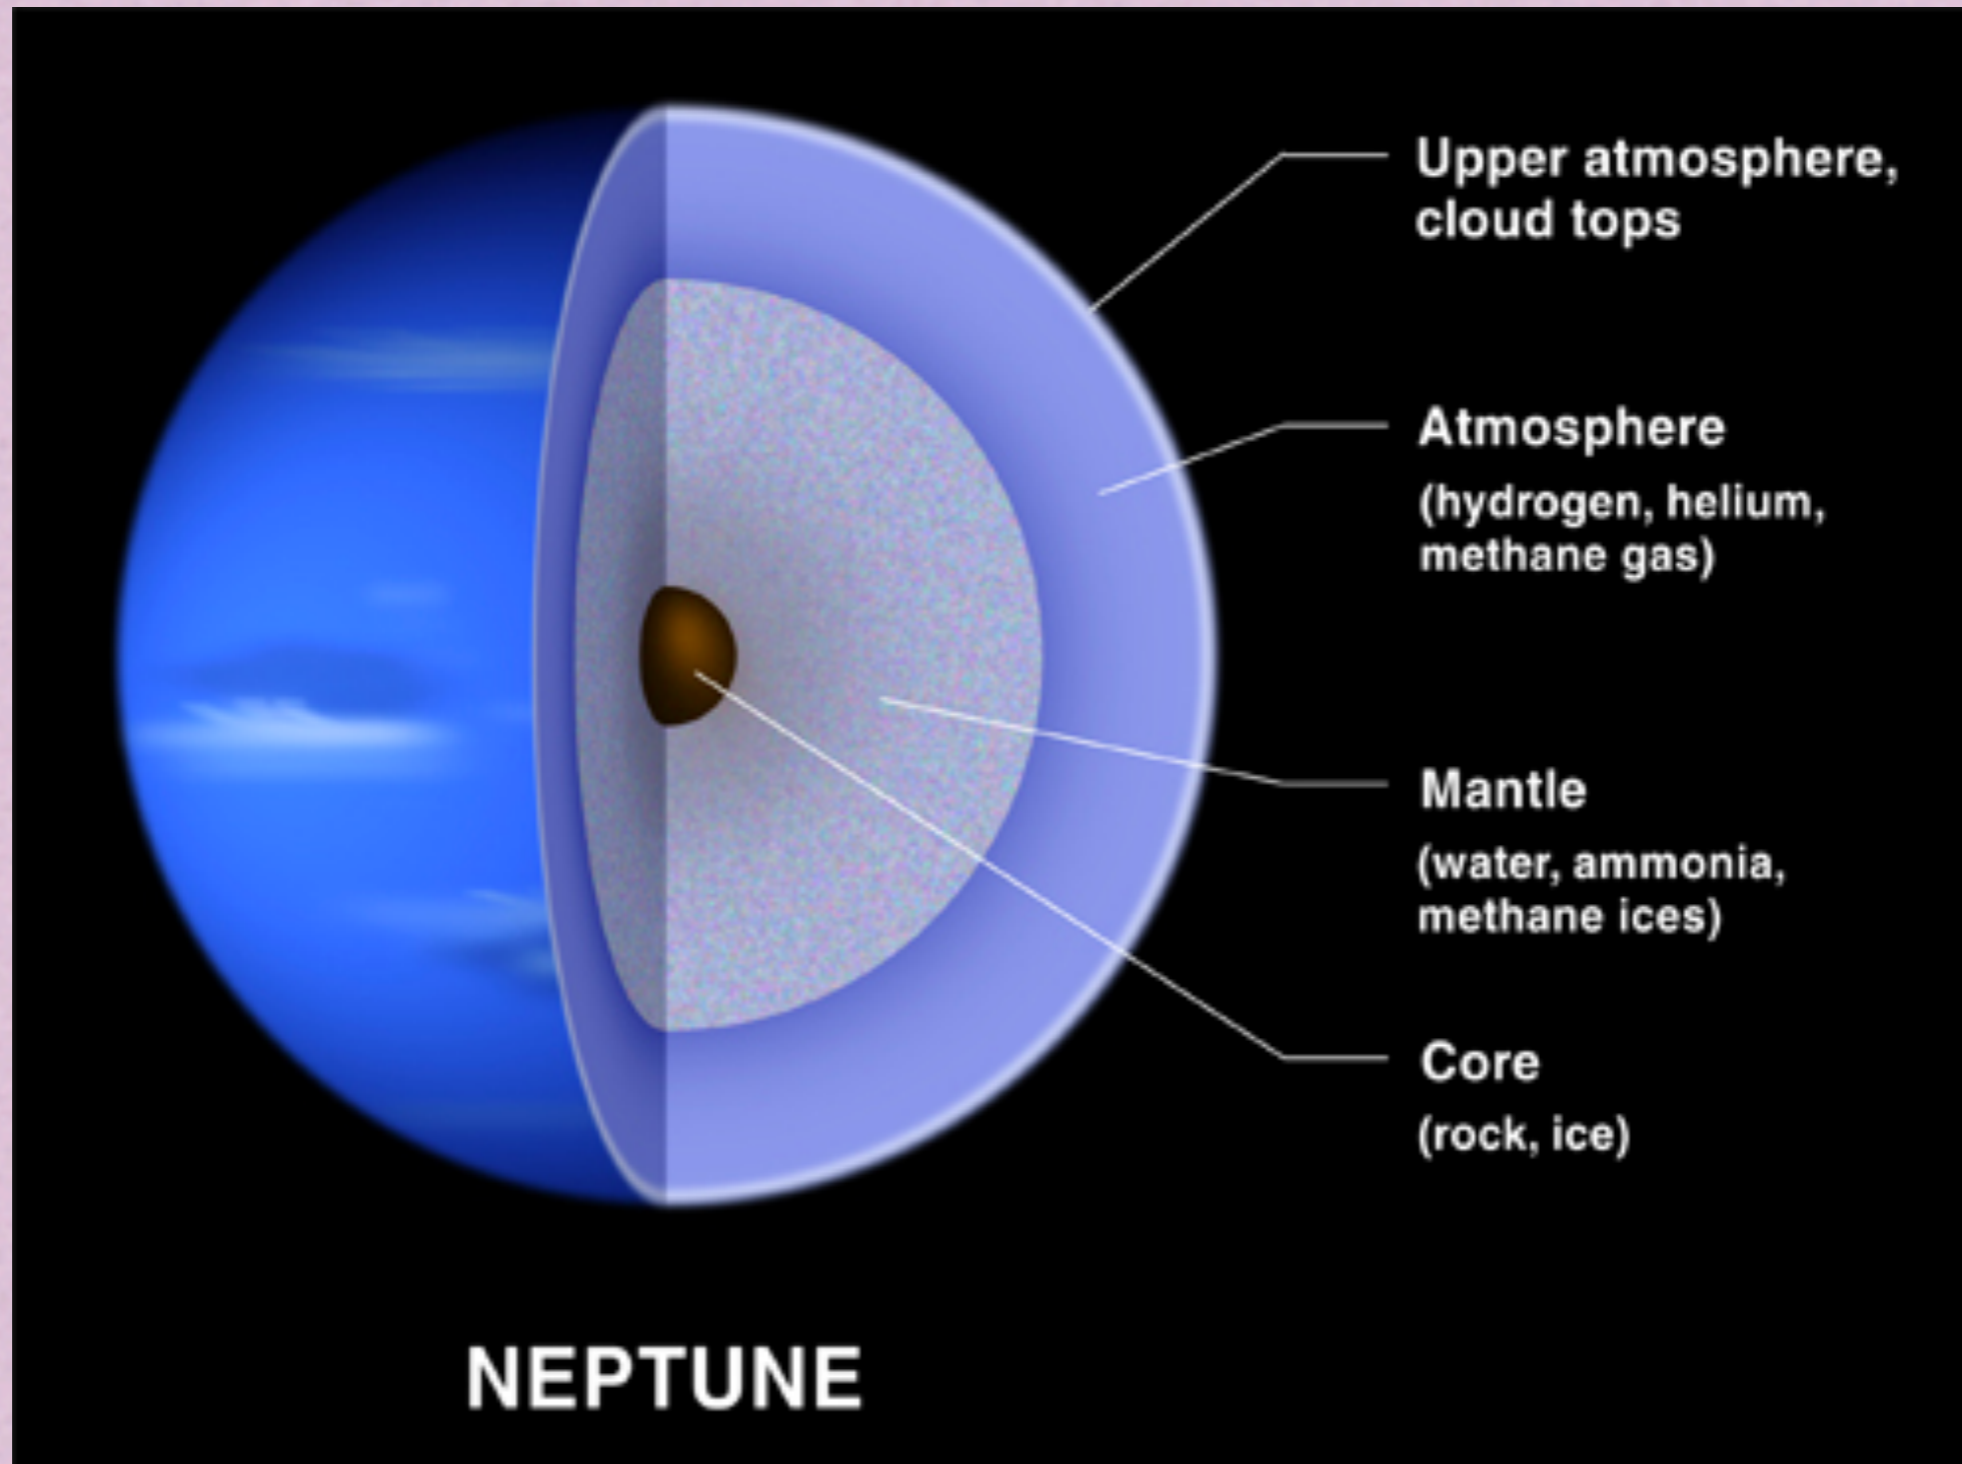 Upper atmosphere,
cloud tops
Atmosphere
(hydrogen, helium,
methane gas)
Mantle
(water, ammonia,
methane ices)
Core
(rock, ice)
NEPTUNE